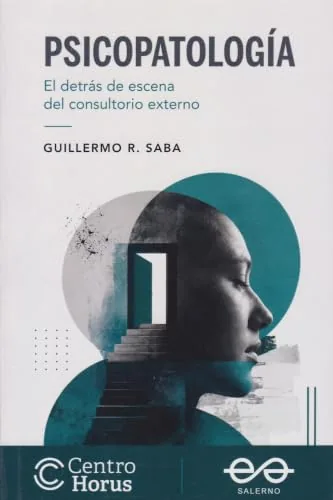 PSICOPATOLOGÍA
El detrás de escena
del consultorio externo
GUILLERMO R. SABA
Centro
Horus
SALERNO